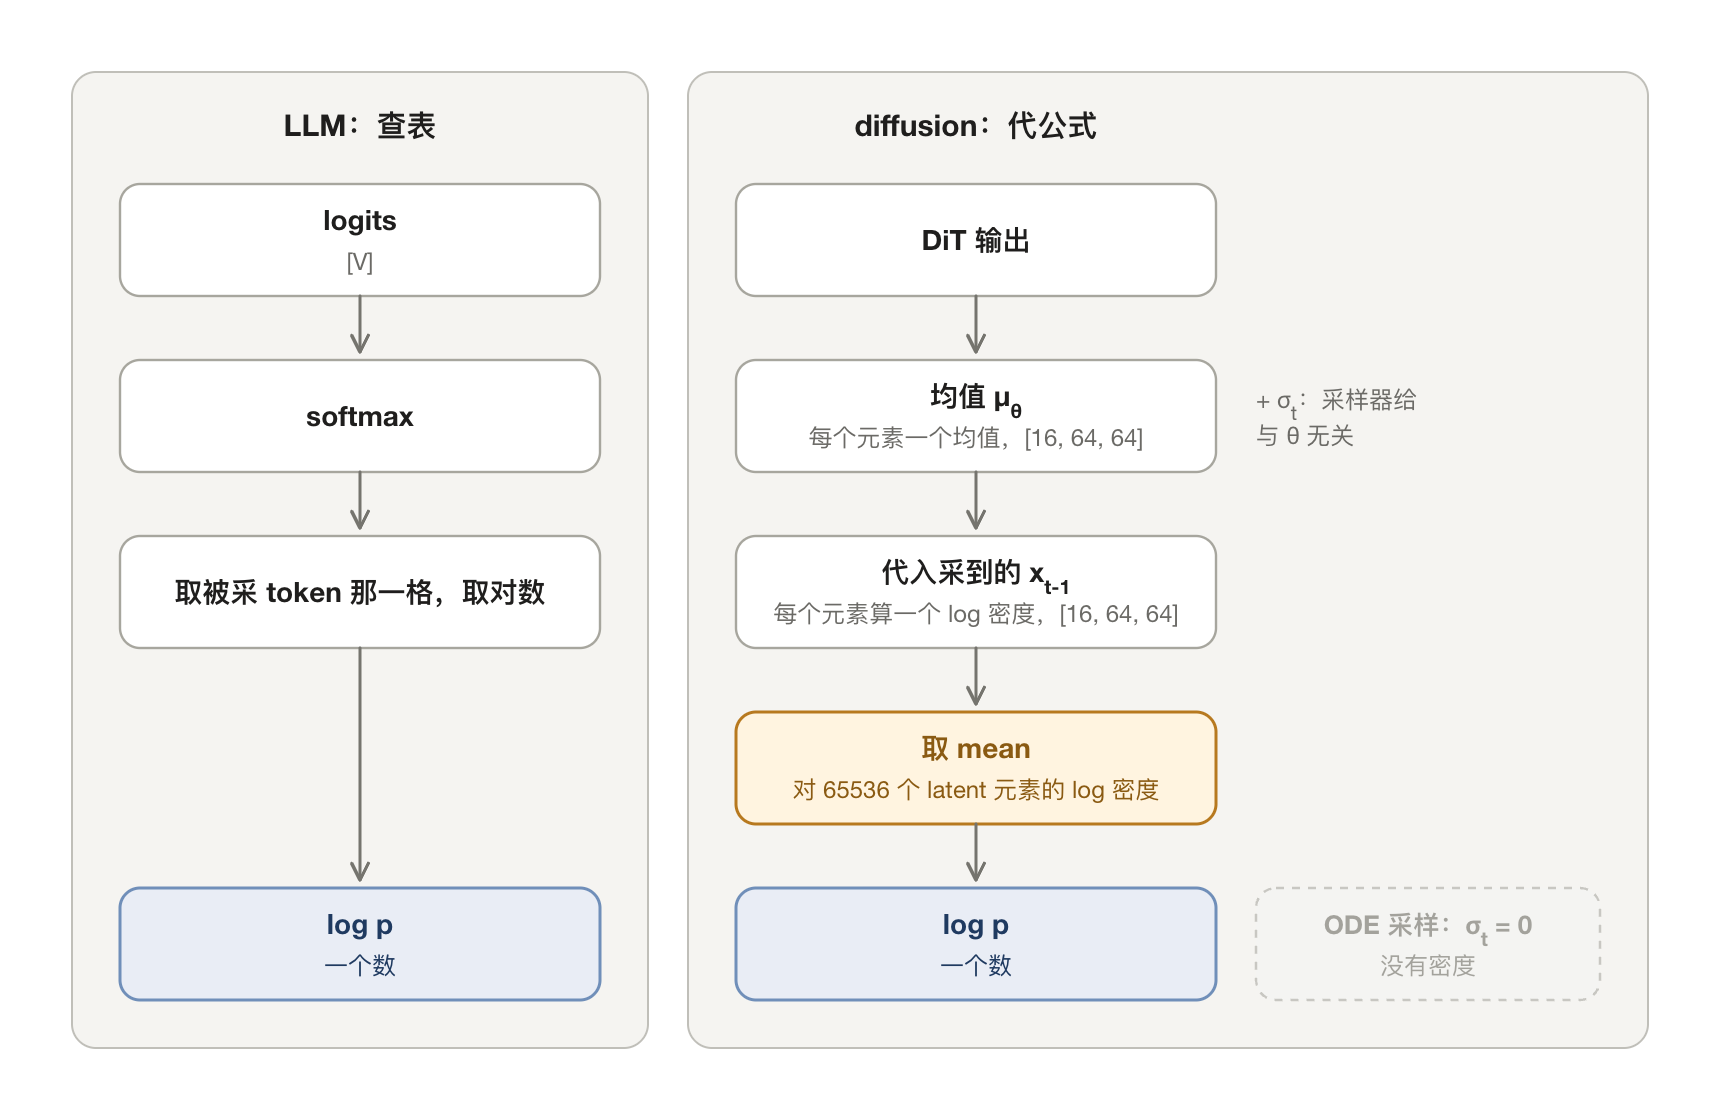 LLM：查表
logits
[V]
softmax
取被采 token 那一格，取对数
log p
一个数
diffusion：代公式
DiT 输出
均值 μ_θ
每个元素一个均值，[16, 64, 64]
+ σ_t：采样器给
与 θ 无关
代入采到的 x_t-1
每个元素算一个 log 密度，[16, 64, 64]
取 mean
对 65536 个 latent 元素的 log 密度
log p
一个数
ODE 采样：σ_t = 0
没有密度